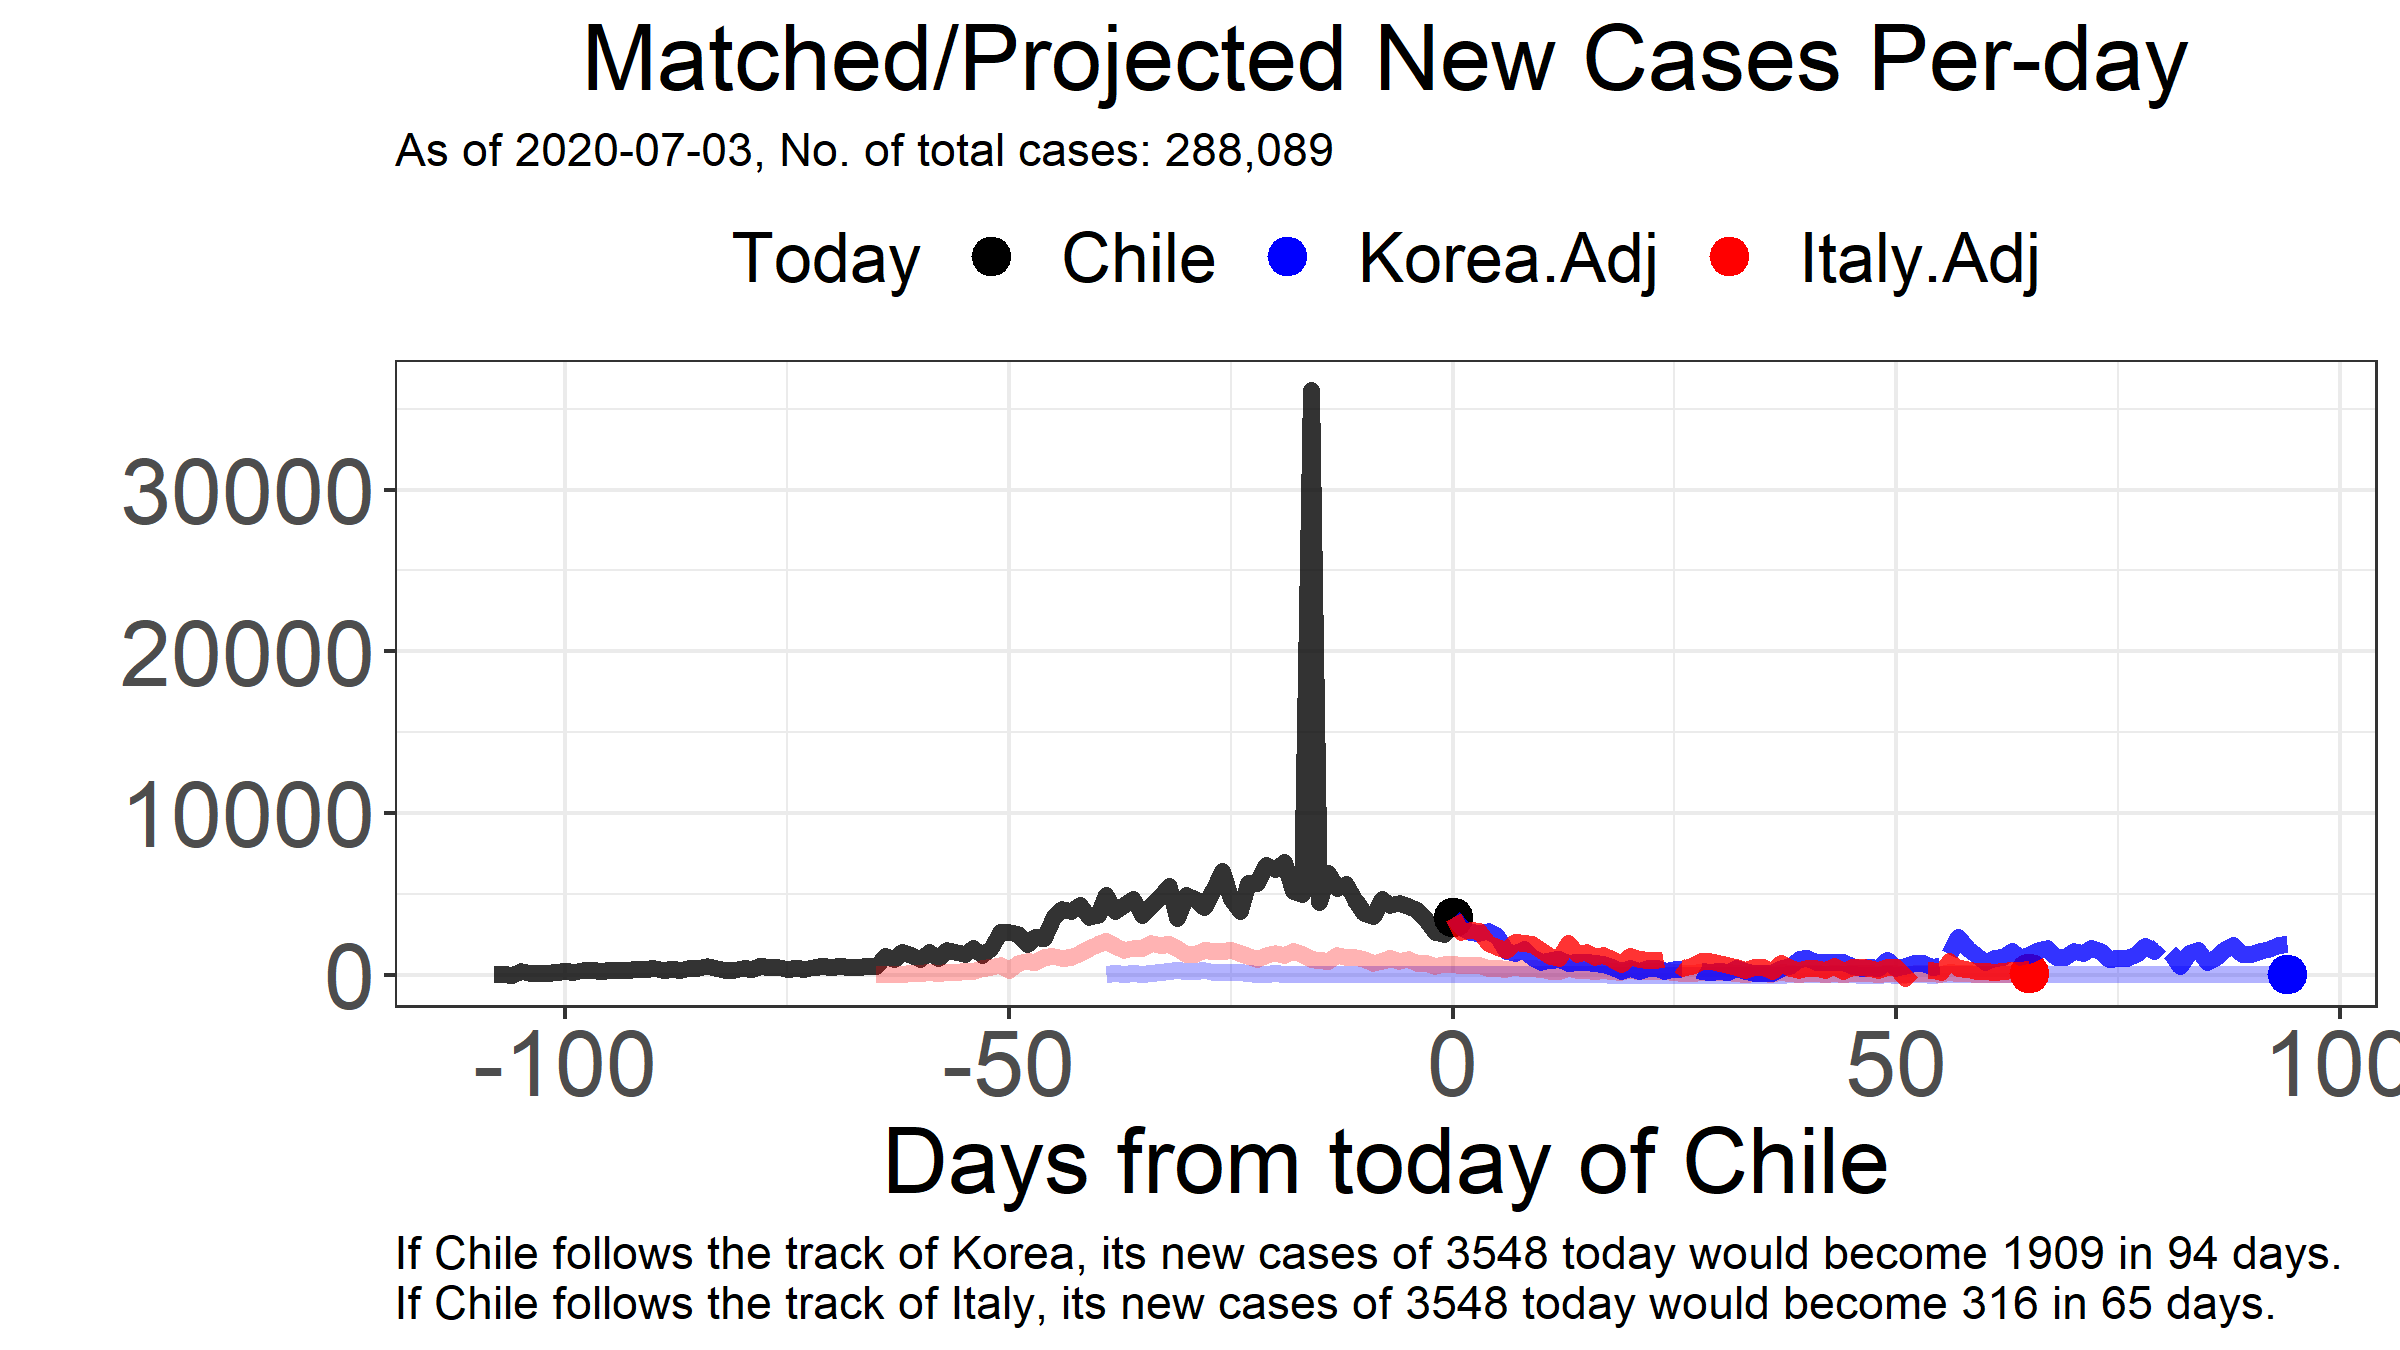 Matched/Projected New Cases Per-day
As of 2020-07-03, No. of total cases: 288,089
Today Chile Korea.Adj Italy.Adj
30000
20000
10000
0
-100 -50 0 50 100
Days from today of Chile
If Chile follows the track of Korea, its new cases of 3548 today would become 1909 in 94 days.
If Chile follows the track of Italy, its new cases of 3548 today would become 316 in 65 days.